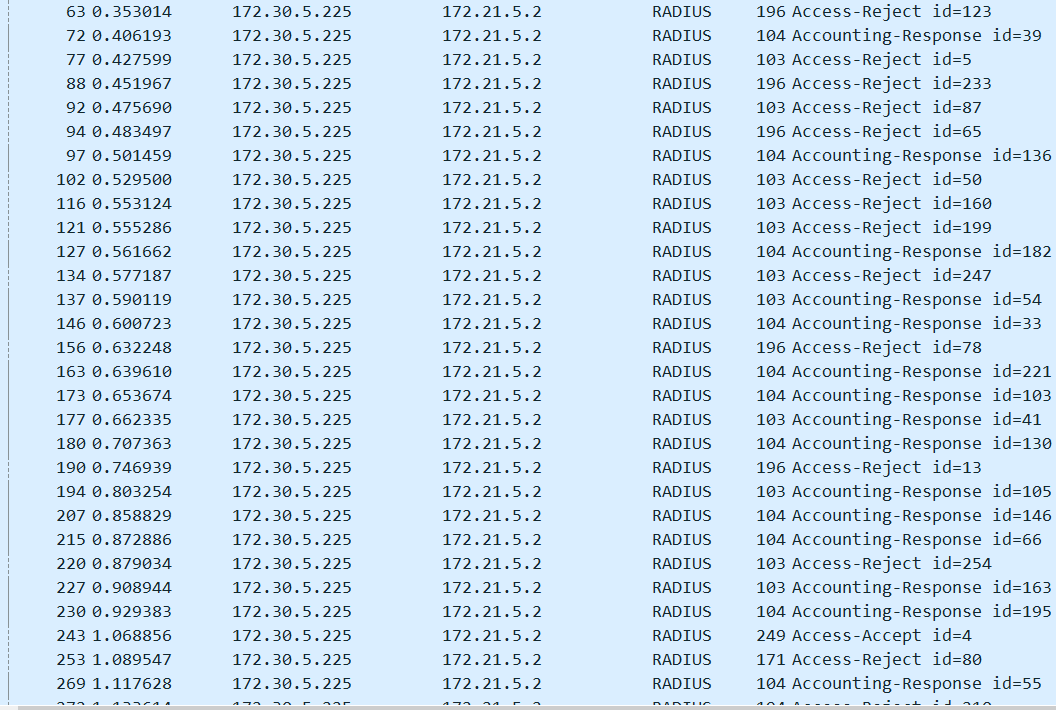 63 0.353014 172.30.5.225 172.21.5.2 RADIUS 196 Access-Reject id=123
72 0.406193 172.30.5.225 172.21.5.2 RADIUS 104 Accounting-Response id=39
77 0.427599 172.30.5.225 172.21.5.2 RADIUS 103 Access-Reject id=5
88 0.451967 172.30.5.225 172.21.5.2 RADIUS 196 Access-Reject id=233
92 0.475690 172.30.5.225 172.21.5.2 RADIUS 103 Access-Reject id=87
94 0.483497 172.30.5.225 172.21.5.2 RADIUS 196 Access-Reject id=65
97 0.501459 172.30.5.225 172.21.5.2 RADIUS 104 Accounting-Response id=136
102 0.529500 172.30.5.225 172.21.5.2 RADIUS 103 Access-Reject id=50
116 0.553124 172.30.5.225 172.21.5.2 RADIUS 103 Access-Reject id=160
121 0.555286 172.30.5.225 172.21.5.2 RADIUS 103 Access-Reject id=199
127 0.561662 172.30.5.225 172.21.5.2 RADIUS 104 Accounting-Response id=182
134 0.577187 172.30.5.225 172.21.5.2 RADIUS 103 Access-Reject id=247
137 0.590119 172.30.5.225 172.21.5.2 RADIUS 103 Accounting-Response id=54
146 0.600723 172.30.5.225 172.21.5.2 RADIUS 104 Accounting-Response id=33
156 0.632248 172.30.5.225 172.21.5.2 RADIUS 196 Access-Reject id=78
163 0.639610 172.30.5.225 172.21.5.2 RADIUS 104 Accounting-Response id=221
173 0.653674 172.30.5.225 172.21.5.2 RADIUS 104 Accounting-Response id=103
177 0.662335 172.30.5.225 172.21.5.2 RADIUS 103 Accounting-Response id=41
180 0.707363 172.30.5.225 172.21.5.2 RADIUS 104 Accounting-Response id=130
190 0.746939 172.30.5.225 172.21.5.2 RADIUS 196 Access-Reject id=13
194 0.803254 172.30.5.225 172.21.5.2 RADIUS 103 Accounting-Response id=105
207 0.858829 172.30.5.225 172.21.5.2 RADIUS 104 Accounting-Response id=146
215 0.872886 172.30.5.225 172.21.5.2 RADIUS 104 Accounting-Response id=66
220 0.879034 172.30.5.225 172.21.5.2 RADIUS 103 Access-Reject id=254
227 0.908944 172.30.5.225 172.21.5.2 RADIUS 103 Accounting-Response id=163
230 0.929383 172.30.5.225 172.21.5.2 RADIUS 104 Accounting-Response id=195
243 1.068856 172.30.5.225 172.21.5.2 RADIUS 249 Access-Accept id=4
253 1.089547 172.30.5.225 172.21.5.2 RADIUS 171 Access-Reject id=80
269 1.117628 172.30.5.225 172.21.5.2 RADIUS 104 Accounting-Response id=55